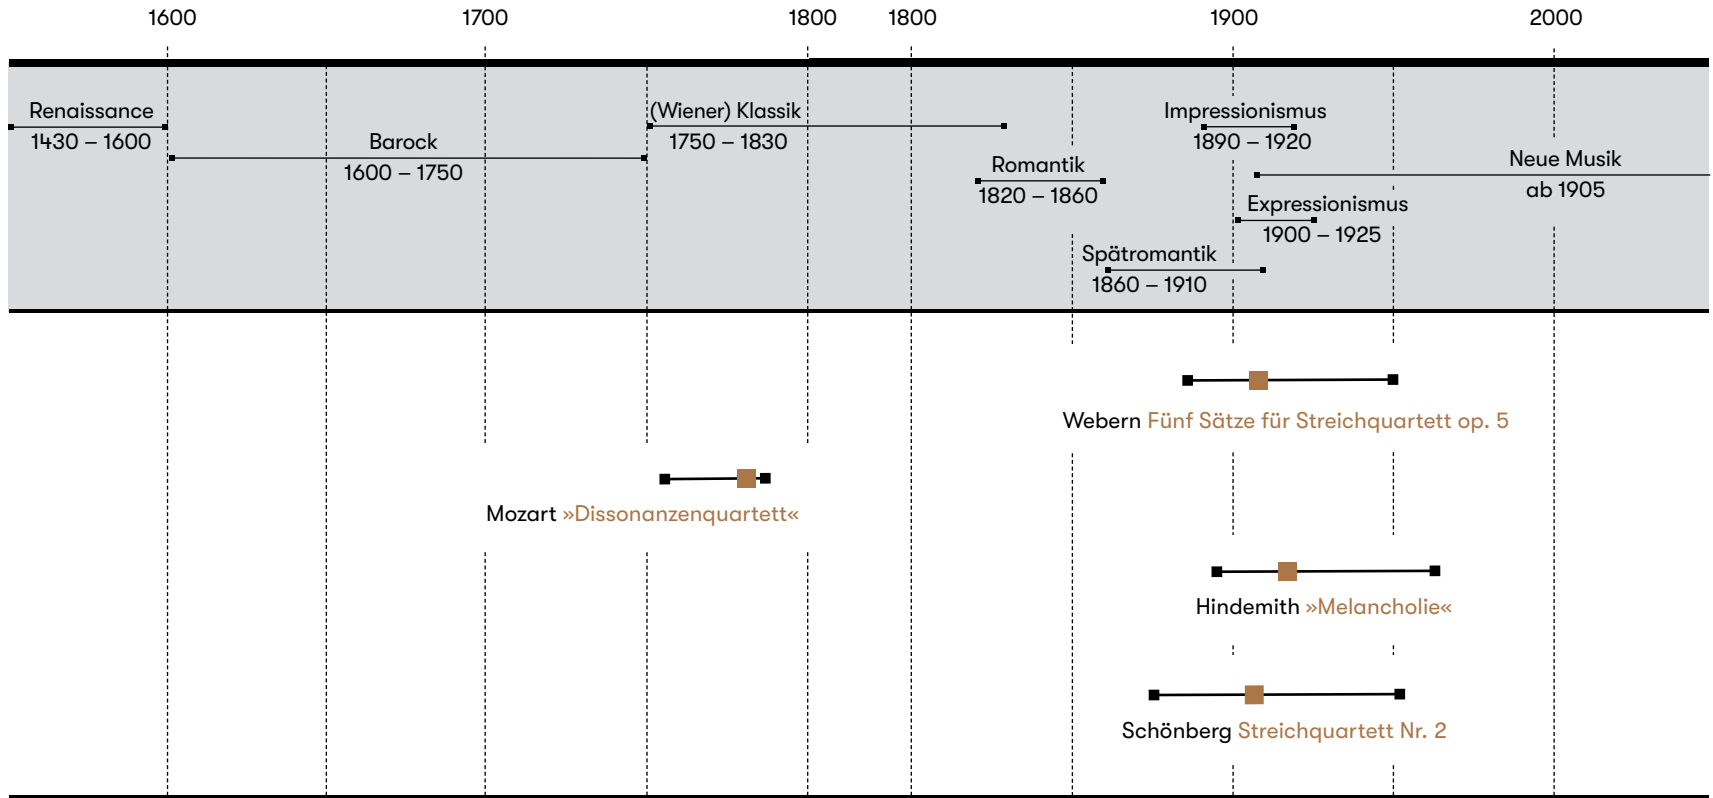 1600 1700 1800 1800 1900 2000
Renaissance
1430 – 1600
Barock
1600 – 1750
(Wiener) Klassik
1750 – 1830
Romantik
1820 – 1860
Impressionismus
1890 – 1920
Neue Musik
ab 1905
Expressionismus
1900 – 1925
Spätromantik
1860 – 1910
Webern Fünf Sätze für Streichquartett op. 5
Mozart »Dissonanzenquartett«
Hindemith »Melancholie«
Schönberg Streichquartett Nr. 2